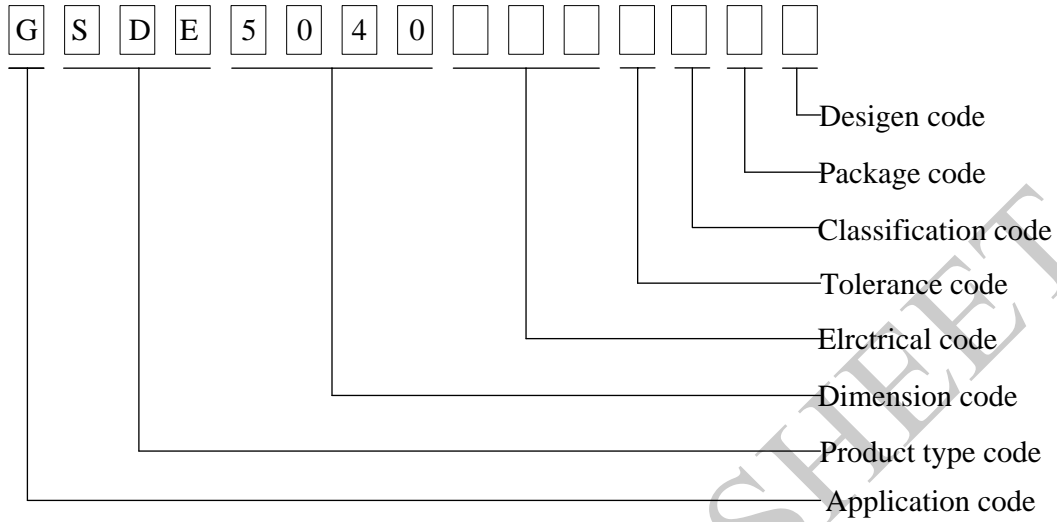 G S D E 5 0 4 0
Desigen code
Package code
Classification code
Tolerance code
Elrctrical code
Dimension code
Product type code
Application code
SHEET